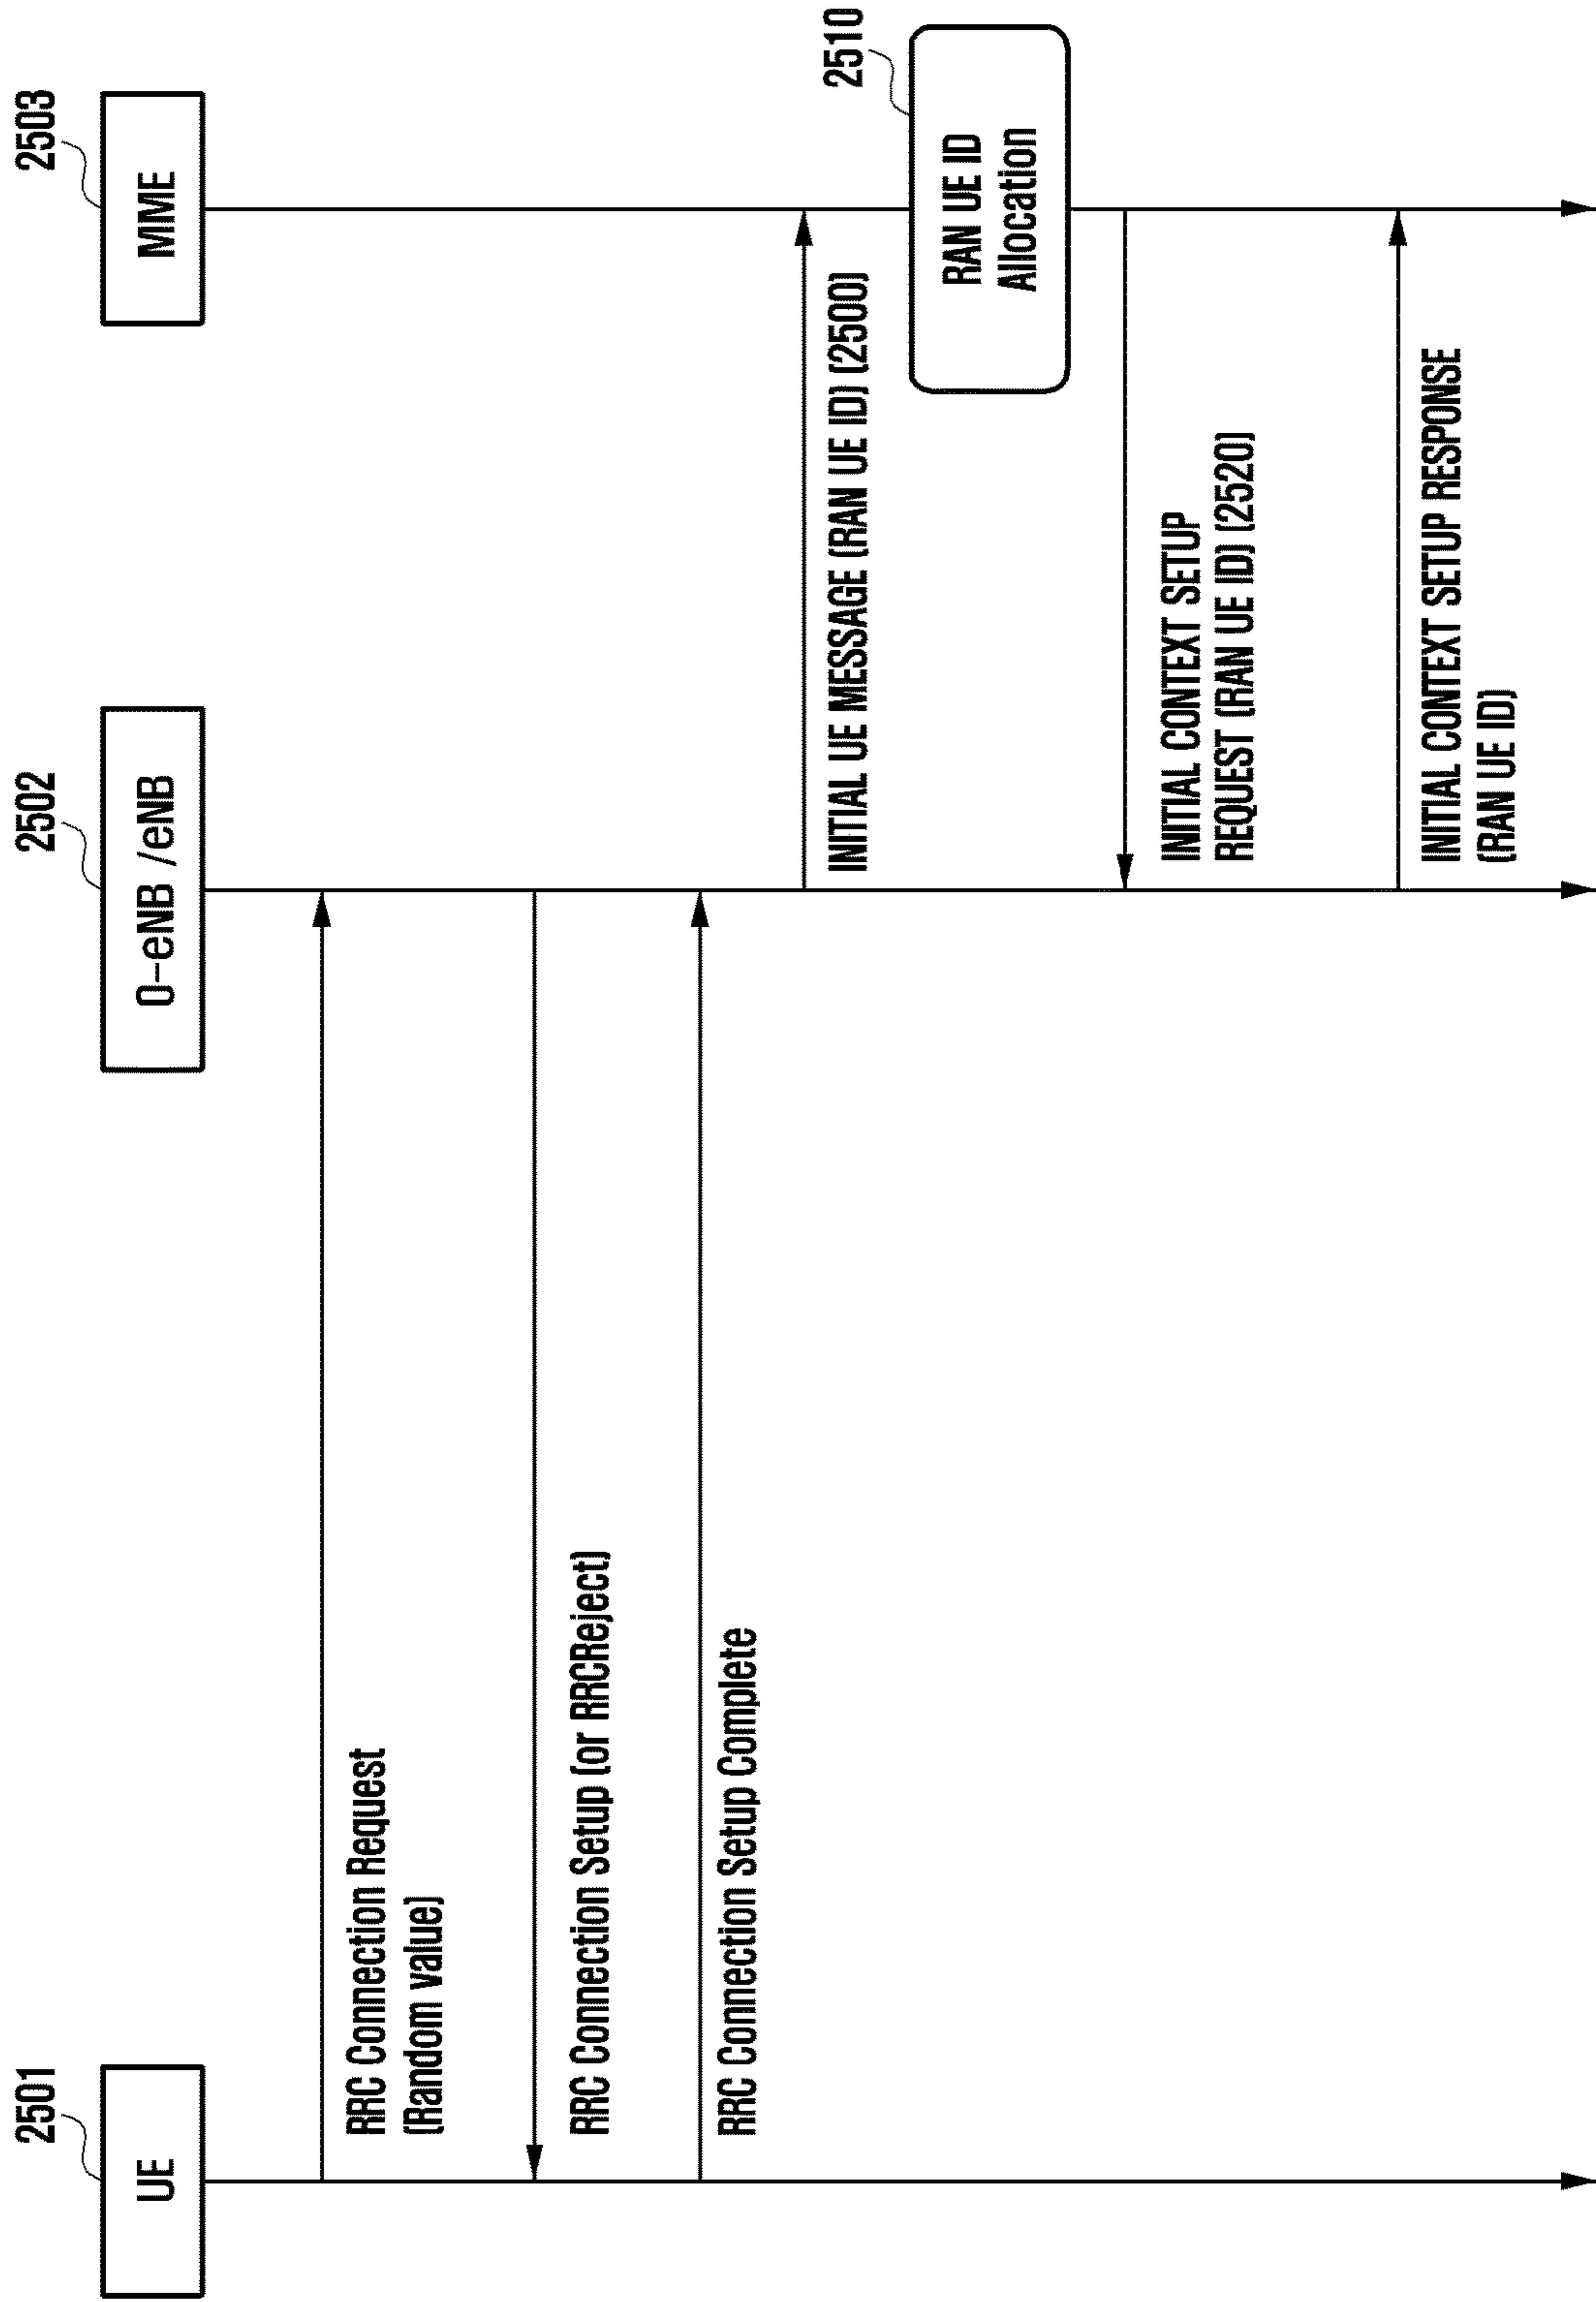 2501
UE
2502
O-eNB /eNB
2503
MME
RRC Connection Request
(Random value)
RRC Connection Setup (or RRCReject)
RRC Connection Setup Complete
INITIAL UE MESSAGE (RAN UE ID) (2500)
2510
RAN UE ID
Allocation
INITIAL CONTEXT SETUP
REQUEST (RAN UE ID) (2520)
INITIAL CONTEX SETUP RESPONSE
(RAN UE ID)